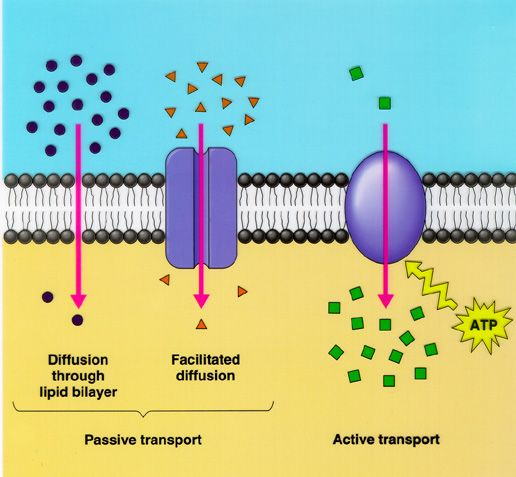 ATP
Diffusion
through
lipid bilayer
Facilitated
diffusion
Passive transport
Active transport